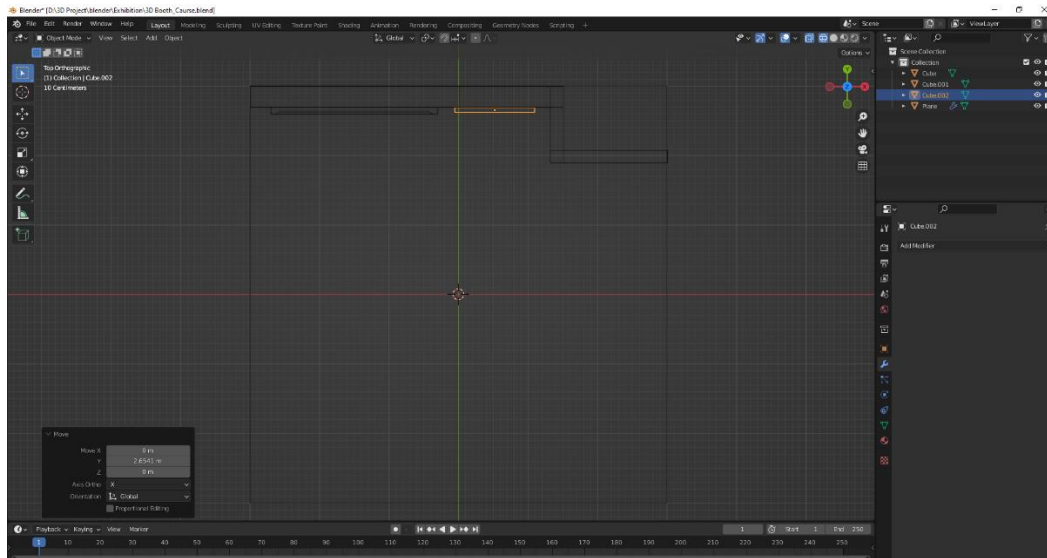 Blender* [D:\3D Project\blender\Exhibition\3D Booth_Caurse.blend]
File Edit Render Window Help Layout Modeling Sculpting UV Editing Texture Paint Shading Animation Rendering Compositing Geometry Nodes Scripting + Scene ViewLayer
Object Mode View Select Add Object Global
Options
Top Orthographic
(1) Collection | Cube.002
10 Centimeters
Y
Z
X
Scene Collection
Collection
Cube
Cube.001
Cube.002
Plane
Cube.002
Add Modifier
Move
Move X 0 m
Y 2.6541 m
Z 0 m
Axis Ortho X
Orientation Global
Proportional Editing
Playback Keying View Marker 1 Start 1 End 250
1 10 20 30 40 50 60 70 80 90 100 110 120 130 140 150 160 170 180 190 200 210 220 230 240 250